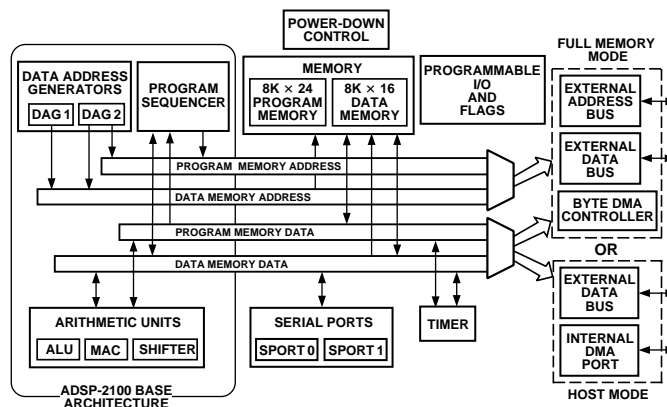 POWER-DOWN
CONTROL
FULL MEMORY
MODE
DATA ADDRESS
GENERATORS
DAG 1
DAG 2
PROGRAM
SEQUENCER
MEMORY
8K × 24
PROGRAM
MEMORY
8K × 16
DATA
MEMORY
PROGRAMMABLE
I/O
AND
FLAGS
EXTERNAL
ADDRESS
BUS
EXTERNAL
DATA
BUS
BYTE DMA
CONTROLLER
PROGRAM MEMORY ADDRESS
DATA MEMORY ADDRESS
PROGRAM MEMORY DATA
DATA MEMORY DATA
OR
ARITHMETIC UNITS
ALU
MAC
SHIFTER
SERIAL PORTS
SPORT 0
SPORT 1
TIMER
EXTERNAL
DATA
BUS
INTERNAL
DMA
PORT
HOST MODE
ADSP-2100 BASE
ARCHITECTURE